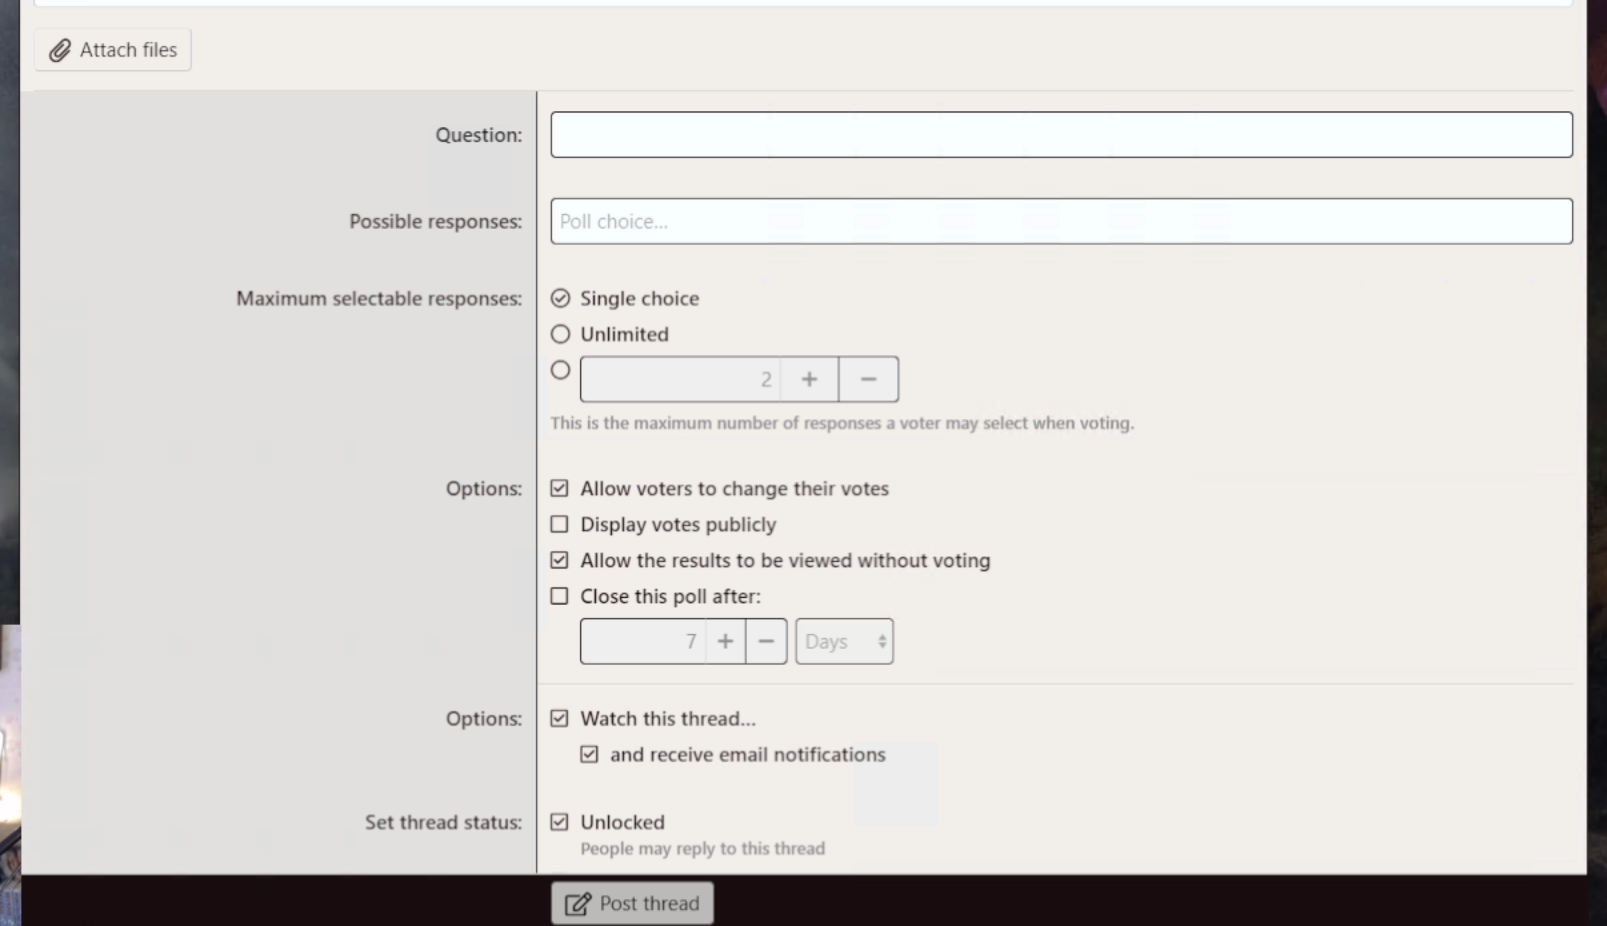 Attach files
Question:
Possible responses: Poll choice...
Maximum selectable responses: Single choice
Unlimited
2 + −
This is the maximum number of responses a voter may select when voting.
Options: Allow voters to change their votes
Display votes publicly
Allow the results to be viewed without voting
Close this poll after:
7 + − Days
Options: Watch this thread...
and receive email notifications
Set thread status: Unlocked
People may reply to this thread
Post thread